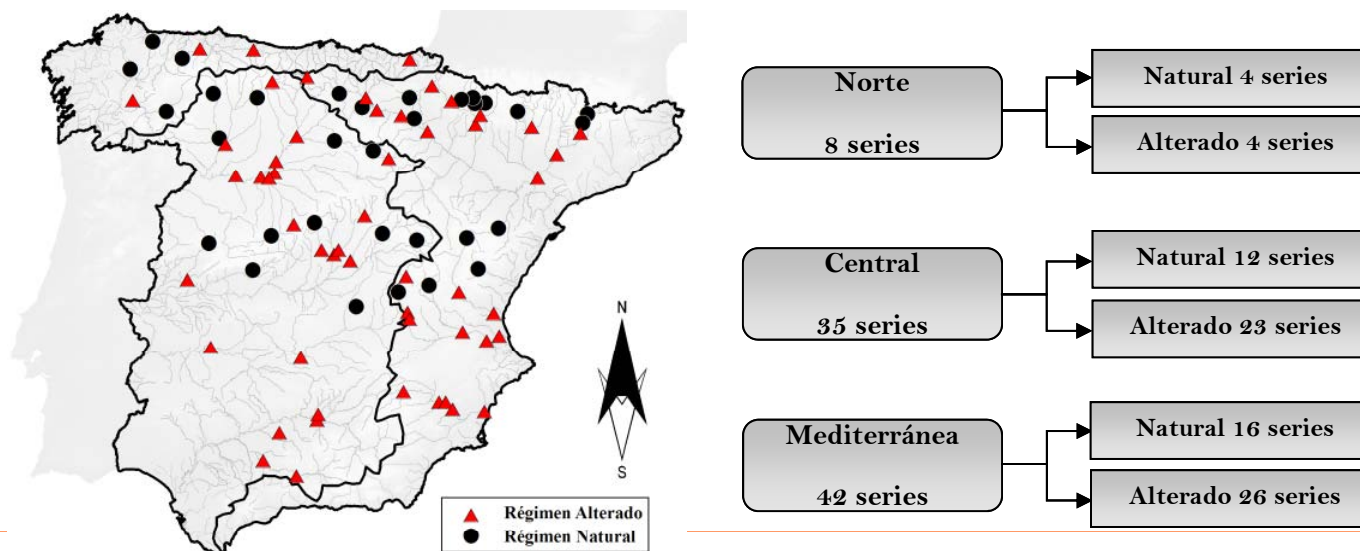 Norte
8 series
Natural 4 series
Alterado 4 series
Central
35 series
Natural 12 series
Alterado 23 series
Mediterránea
42 series
Natural 16 series
Alterado 26 series
N
S
Régimen Alterado
Régimen Natural